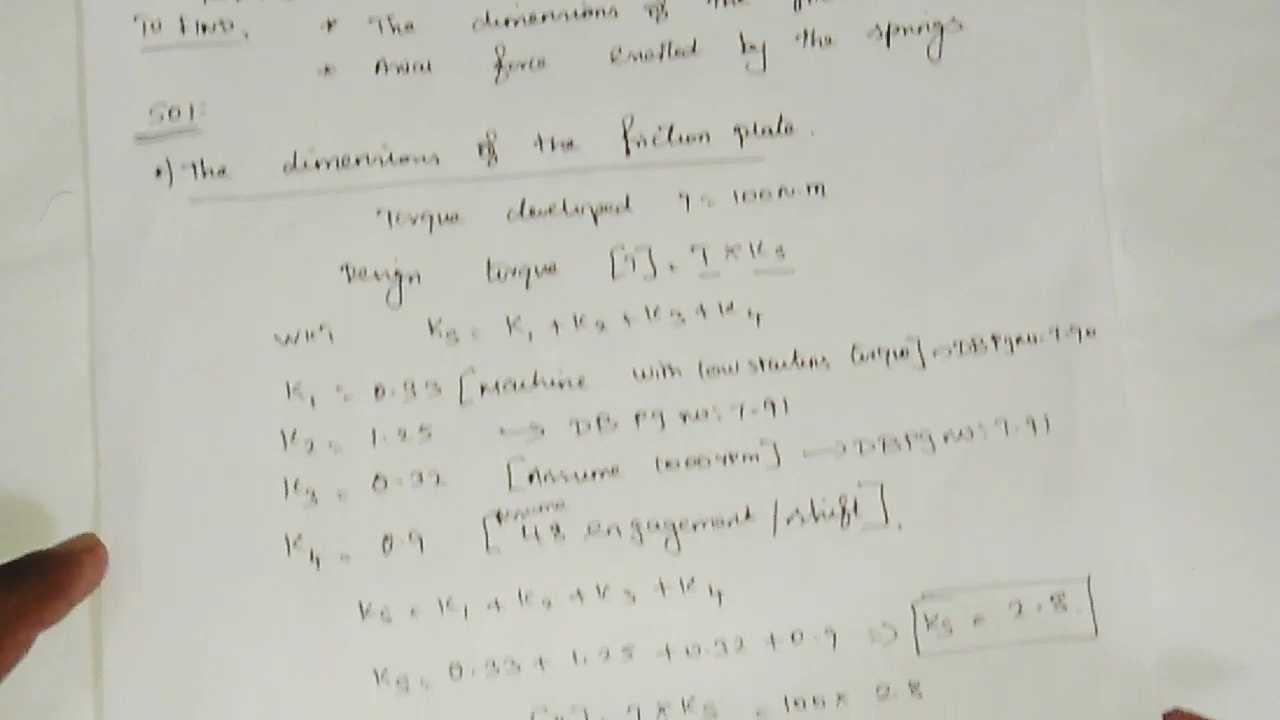 To Find, * The dimensions of the
* Axial force exerted by the springs
Sol:
*) The dimensions of the friction plate.
Torque developed T = 100 N-m
Design torque [T] = T × Ks
WKT Ks = K1 + K2 + K3 + K4
K1 = 0.33 [Machine with low starting torque] → DB Pg no: 7.90
K2 = 1.25 → DB Pg no: 7.91
K3 = 0.32 [Assume 1000 rpm] → DB Pg no: 7.91
K4 = 0.9 [Assume 48 engagement / shift].
Ks = K1 + K2 + K3 + K4
Ks = 0.33 + 1.25 + 0.32 + 0.9 ⇒ Ks = 2.8
T × Ks = 100 ×